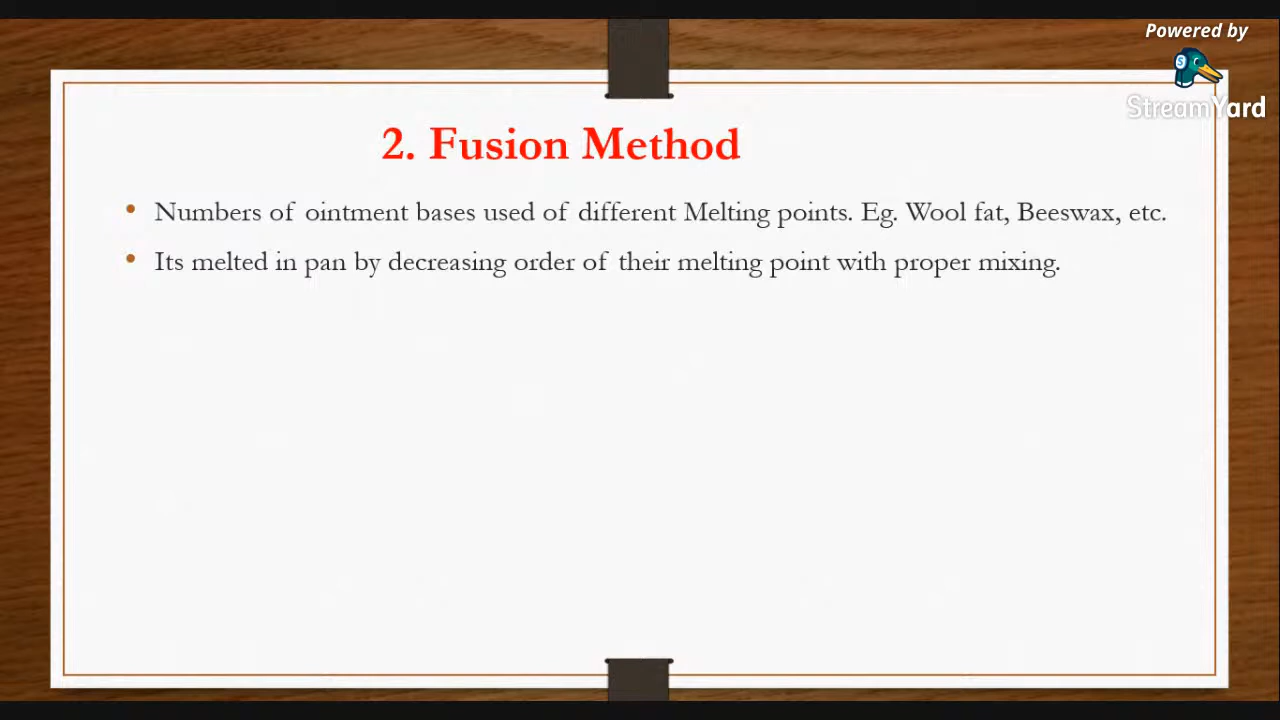 Powered by
StreamYard
2. Fusion Method
• Numbers of ointment bases used of different Melting points. Eg. Wool fat, Beeswax, etc.
• Its melted in pan by decreasing order of their melting point with proper mixing.